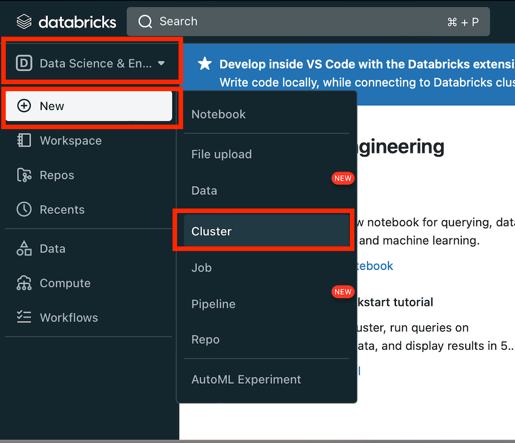 databricks
Search
⌘ + P
D Data Science & En...
New
Workspace
Repos
Recents
Data
Compute
Workflows
Notebook
File upload
NEW
Data
Cluster
Job
NEW
Pipeline
Repo
AutoML Experiment
Develop inside VS Code with the Databricks extensi
Write code locally, while connecting to Databricks clus
gineering
notebook for querying, dat
and machine learning.
ebook
kstart tutorial
uster, run queries on
ata, and display results in 5...